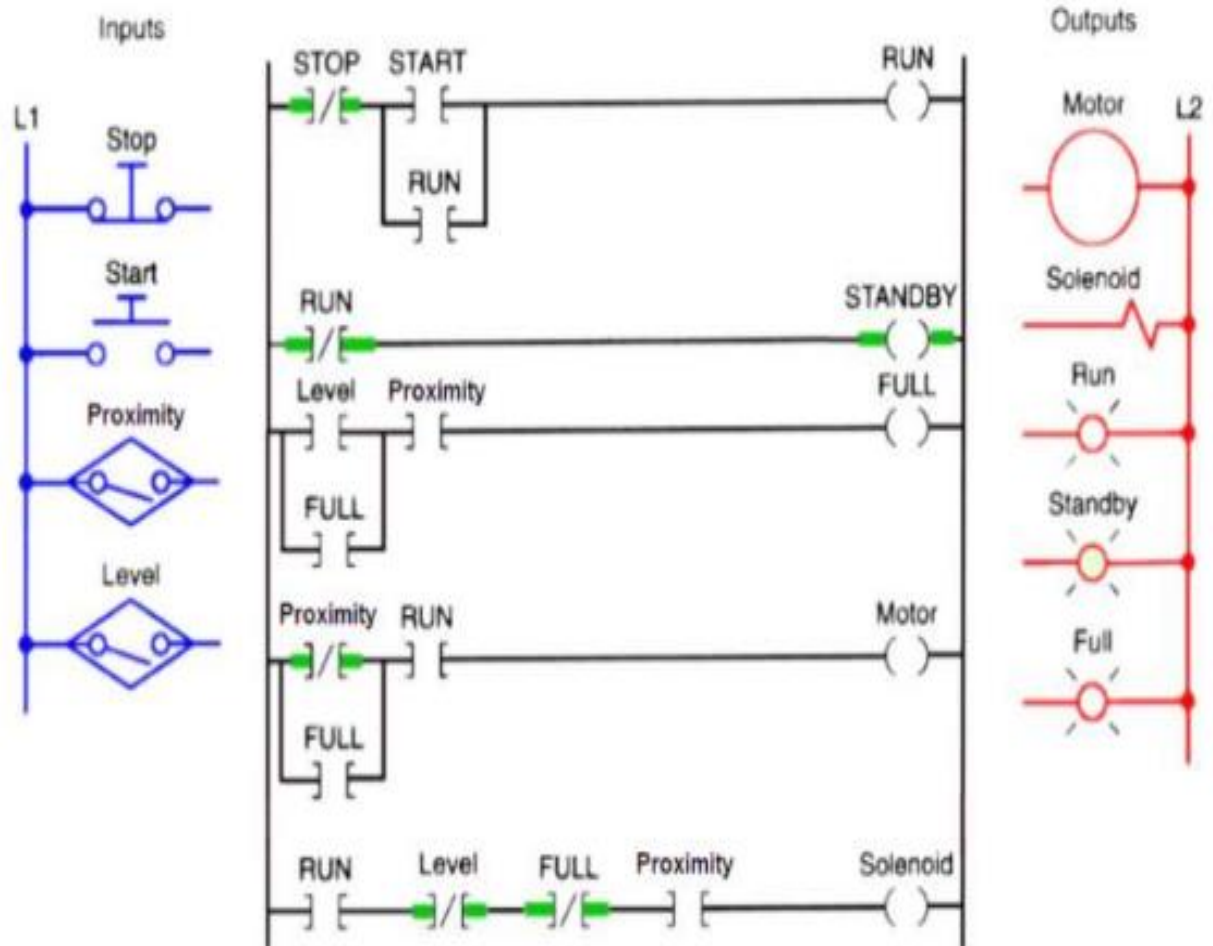 Inputs
Outputs
STOP START RUN
L1
Motor L2
Stop
RUN
Start
Solenoid
RUN STANDBY
Level Proximity FULL
Run
Proximity
FULL
Standby
Level
Proximity RUN Motor
Full
FULL
RUN Level FULL Proximity Solenoid